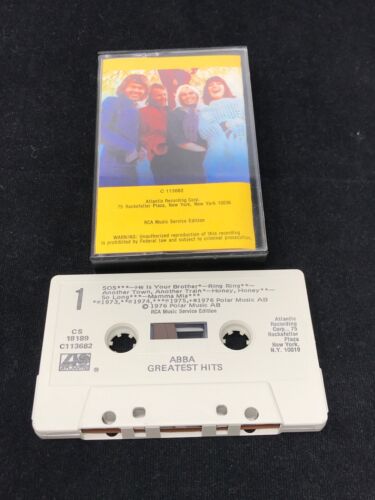 C 113682
Atlantic Recording Corp.
75 Rockefeller Plaza, New York, New York 10019
RCA Music Service Edition
WARNING: Unauthorized reproduction of this recording
is prohibited by Federal law and subject to criminal prosecution.
1
SOS***—He Is Your Brother*—Ring Ring*—
Another Town, Another Train*—Honey, Honey**—
So Long***—Mamma Mia***
*℗1973,**℗1974,***℗1975,+℗1976 Polar Music AB
©1976 Polar Music AB
RCA Music Service Edition
CS
18189
C113682
Atlantic
Recording
Corp., 75
Rockefeller
Plaza
New York,
N.Y. 10019
ABBA
GREATEST HITS